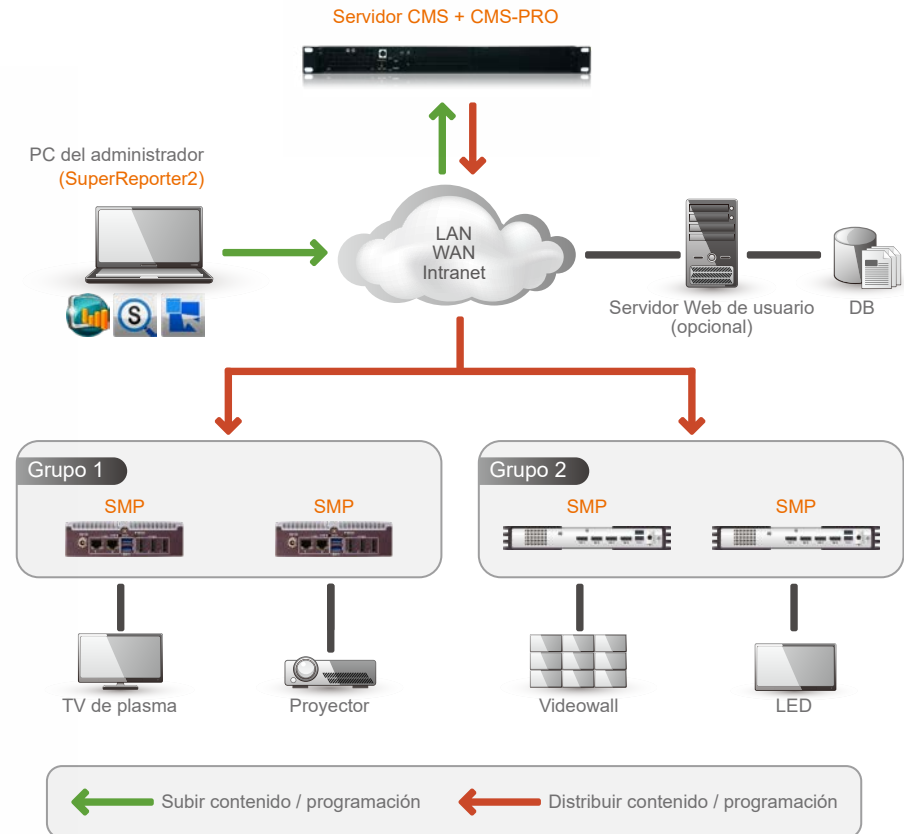 Servidor CMS + CMS-PRO
PC del administrador
(SuperReporter2)
LAN
WAN
Intranet
S
Servidor Web de usuario
(opcional)
DB
Grupo 1
SMP
SMP
Grupo 2
SMP
SMP
TV de plasma
Proyector
Videowall
LED
Subir contenido / programación
Distribuir contenido / programación